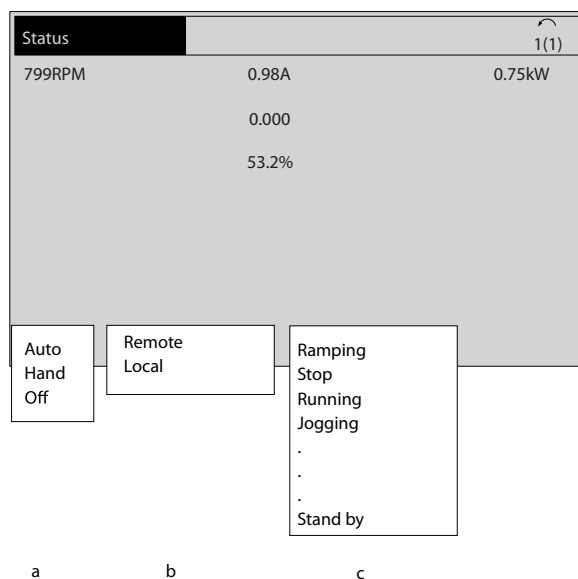 Status
1(1)
799RPM 0.98A 0.75kW
0.000
53.2%
Auto
Hand
Off
Remote
Local
Ramping
Stop
Running
Jogging
.
.
.
Stand by
a b c